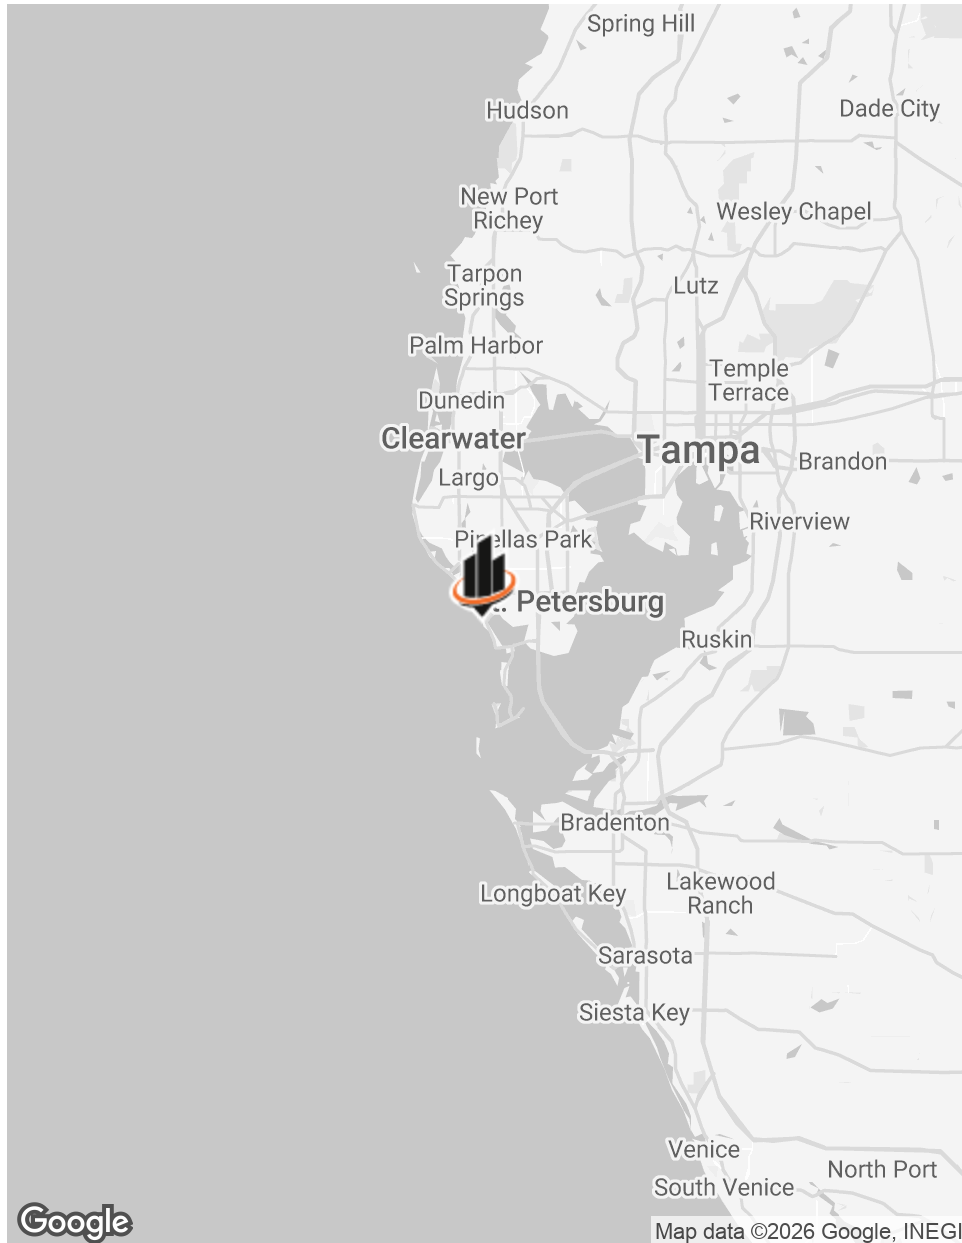 Spring Hill
Hudson
Dade City
New Port
Richey
Wesley Chapel
Tarpon
Springs
Lutz
Palm Harbor
Temple
Terrace
Dunedin
Clearwater
Tampa
Brandon
Largo
Riverview
Pinellas Park
Petersburg
Ruskin
Bradenton
Longboat Key
Lakewood
Ranch
Sarasota
Siesta Key
Venice
North Port
South Venice
Google
Map data ©2026 Google, INEGI